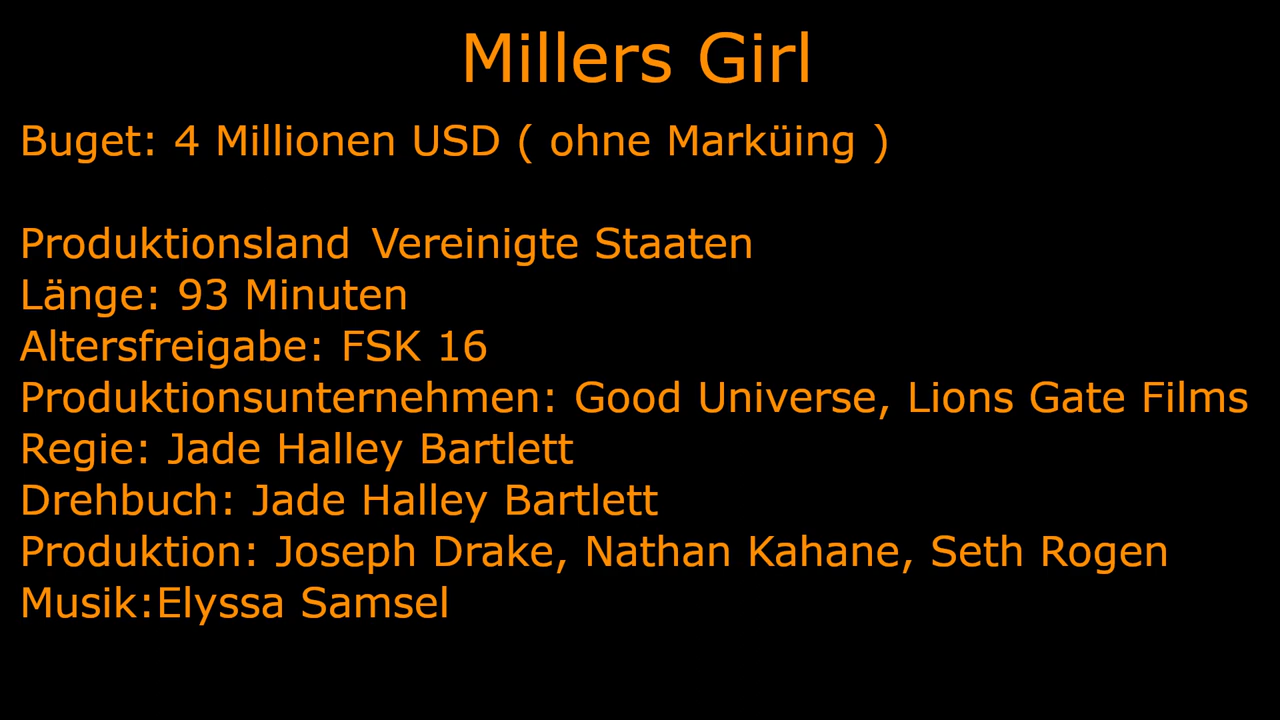 Millers Girl
Buget: 4 Millionen USD ( ohne Marküing )
Produktionsland Vereinigte Staaten
Länge: 93 Minuten
Altersfreigabe: FSK 16
Produktionsunternehmen: Good Universe, Lions Gate Films
Regie: Jade Halley Bartlett
Drehbuch: Jade Halley Bartlett
Produktion: Joseph Drake, Nathan Kahane, Seth Rogen
Musik:Elyssa Samsel